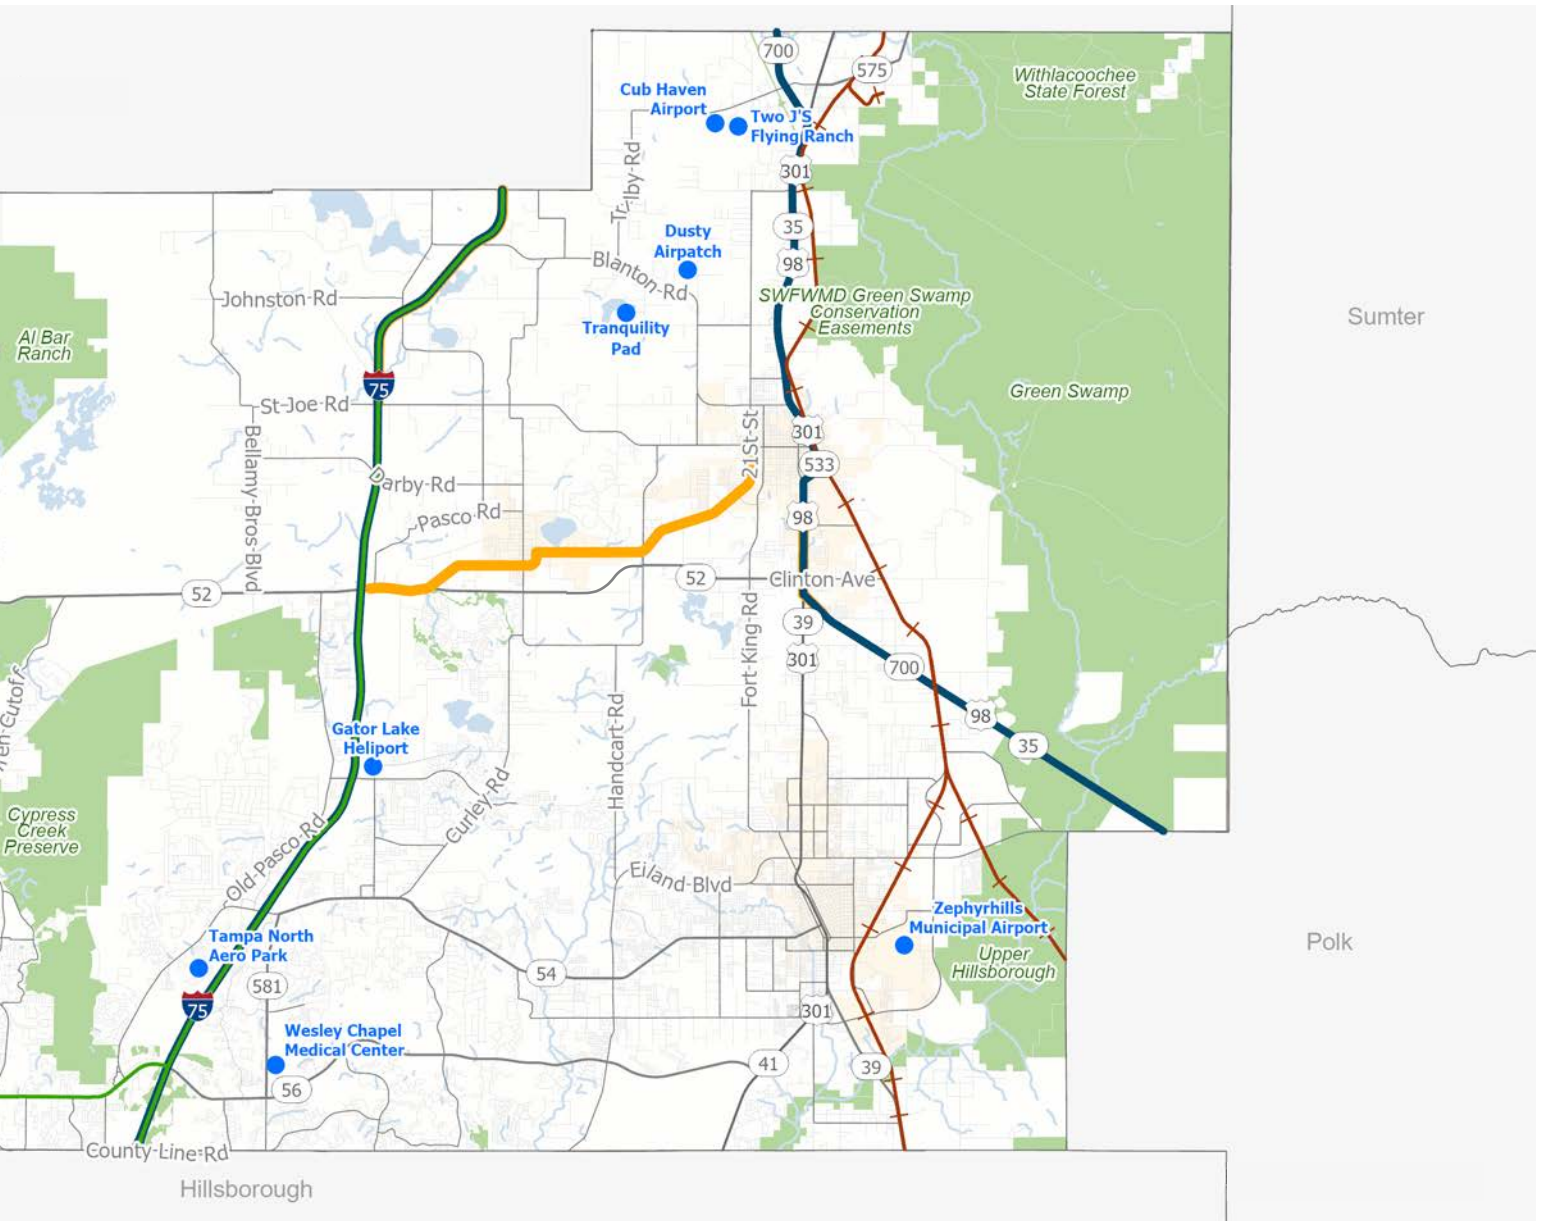 700
575
Withlacoochee
State Forest
Cub Haven
Airport
Two J'S
Flying Ranch
Trilby-Rd
301
35
98
Dusty
Airpatch
Blanton-Rd
Johnston-Rd
SWFWMD Green Swamp
Conservation
Easements
Tranquility
Pad
Sumter
Al Bar
Ranch
75
Green Swamp
St-Joe-Rd
21St-St
301
Bellamy-Bros-Blvd
533
Darby-Rd
Pasco Rd
98
52
52
Clinton-Ave
Fort-King-Rd
39
301
700
98
35
Gator Lake
Heliport
Handcart-Rd
Curley-Rd
Cypress
Creek
Preserve
Old-Pasco-Rd
Eiland-Blvd
Zephyrhills
Municipal Airport
Upper
Hillsborough
Polk
Tampa North
Aero Park
54
581
75
301
Wesley Chapel
Medical Center
41
39
56
County-Line-Rd
Hillsborough